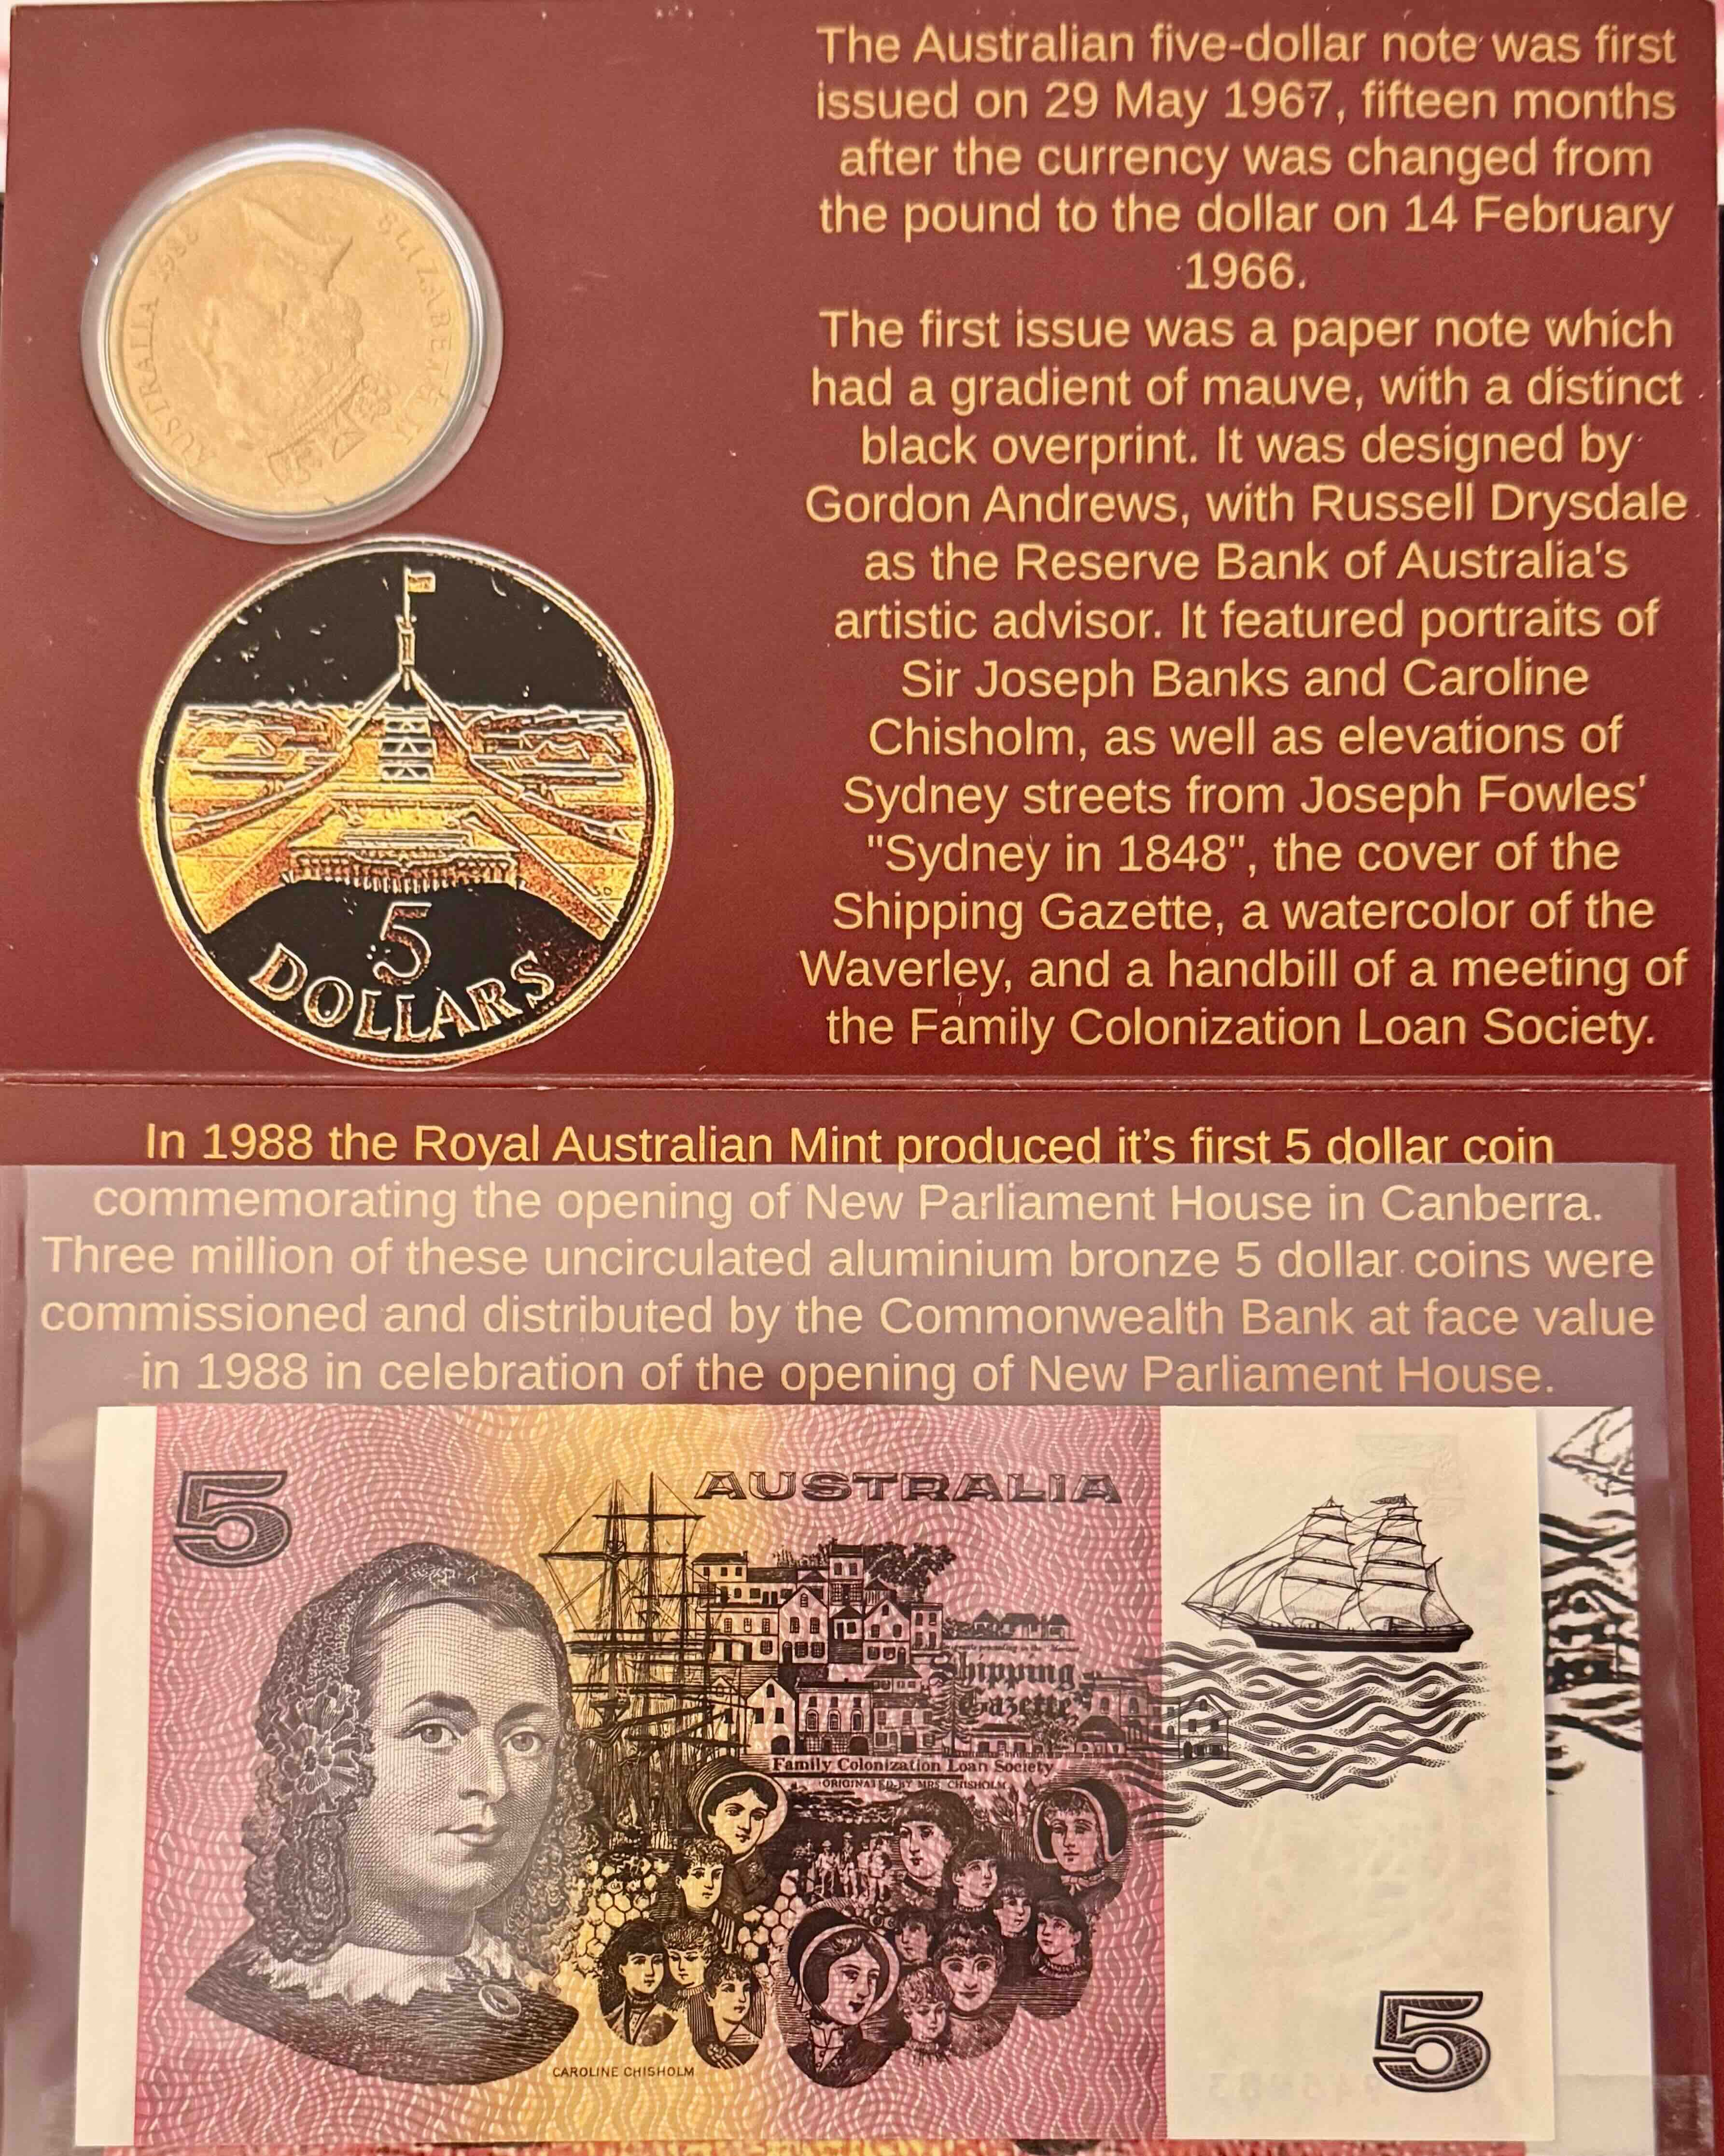 The Australian five-dollar note was first
issued on 29 May 1967, fifteen months
after the currency was changed from
the pound to the dollar on 14 February
1966.
The first issue was a paper note which
had a gradient of mauve, with a distinct
black overprint. It was designed by
Gordon Andrews, with Russell Drysdale
as the Reserve Bank of Australia's
artistic advisor. It featured portraits of
Sir Joseph Banks and Caroline
Chisholm, as well as elevations of
Sydney streets from Joseph Fowles'
"Sydney in 1848", the cover of the
Shipping Gazette, a watercolor of the
Waverley, and a handbill of a meeting of
the Family Colonization Loan Society.
AUSTRALIA 1988
ELIZABETH II
5
DOLLARS
In 1988 the Royal Australian Mint produced it’s first 5 dollar coin
commemorating the opening of New Parliament House in Canberra.
Three million of these uncirculated aluminium bronze 5 dollar coins were
commissioned and distributed by the Commonwealth Bank at face value
in 1988 in celebration of the opening of New Parliament House.
5
AUSTRALIA
Shipping
Gazette
Family Colonization Loan Society
ORIGINATED BY MRS CHISHOLM
CAROLINE CHISHOLM
5